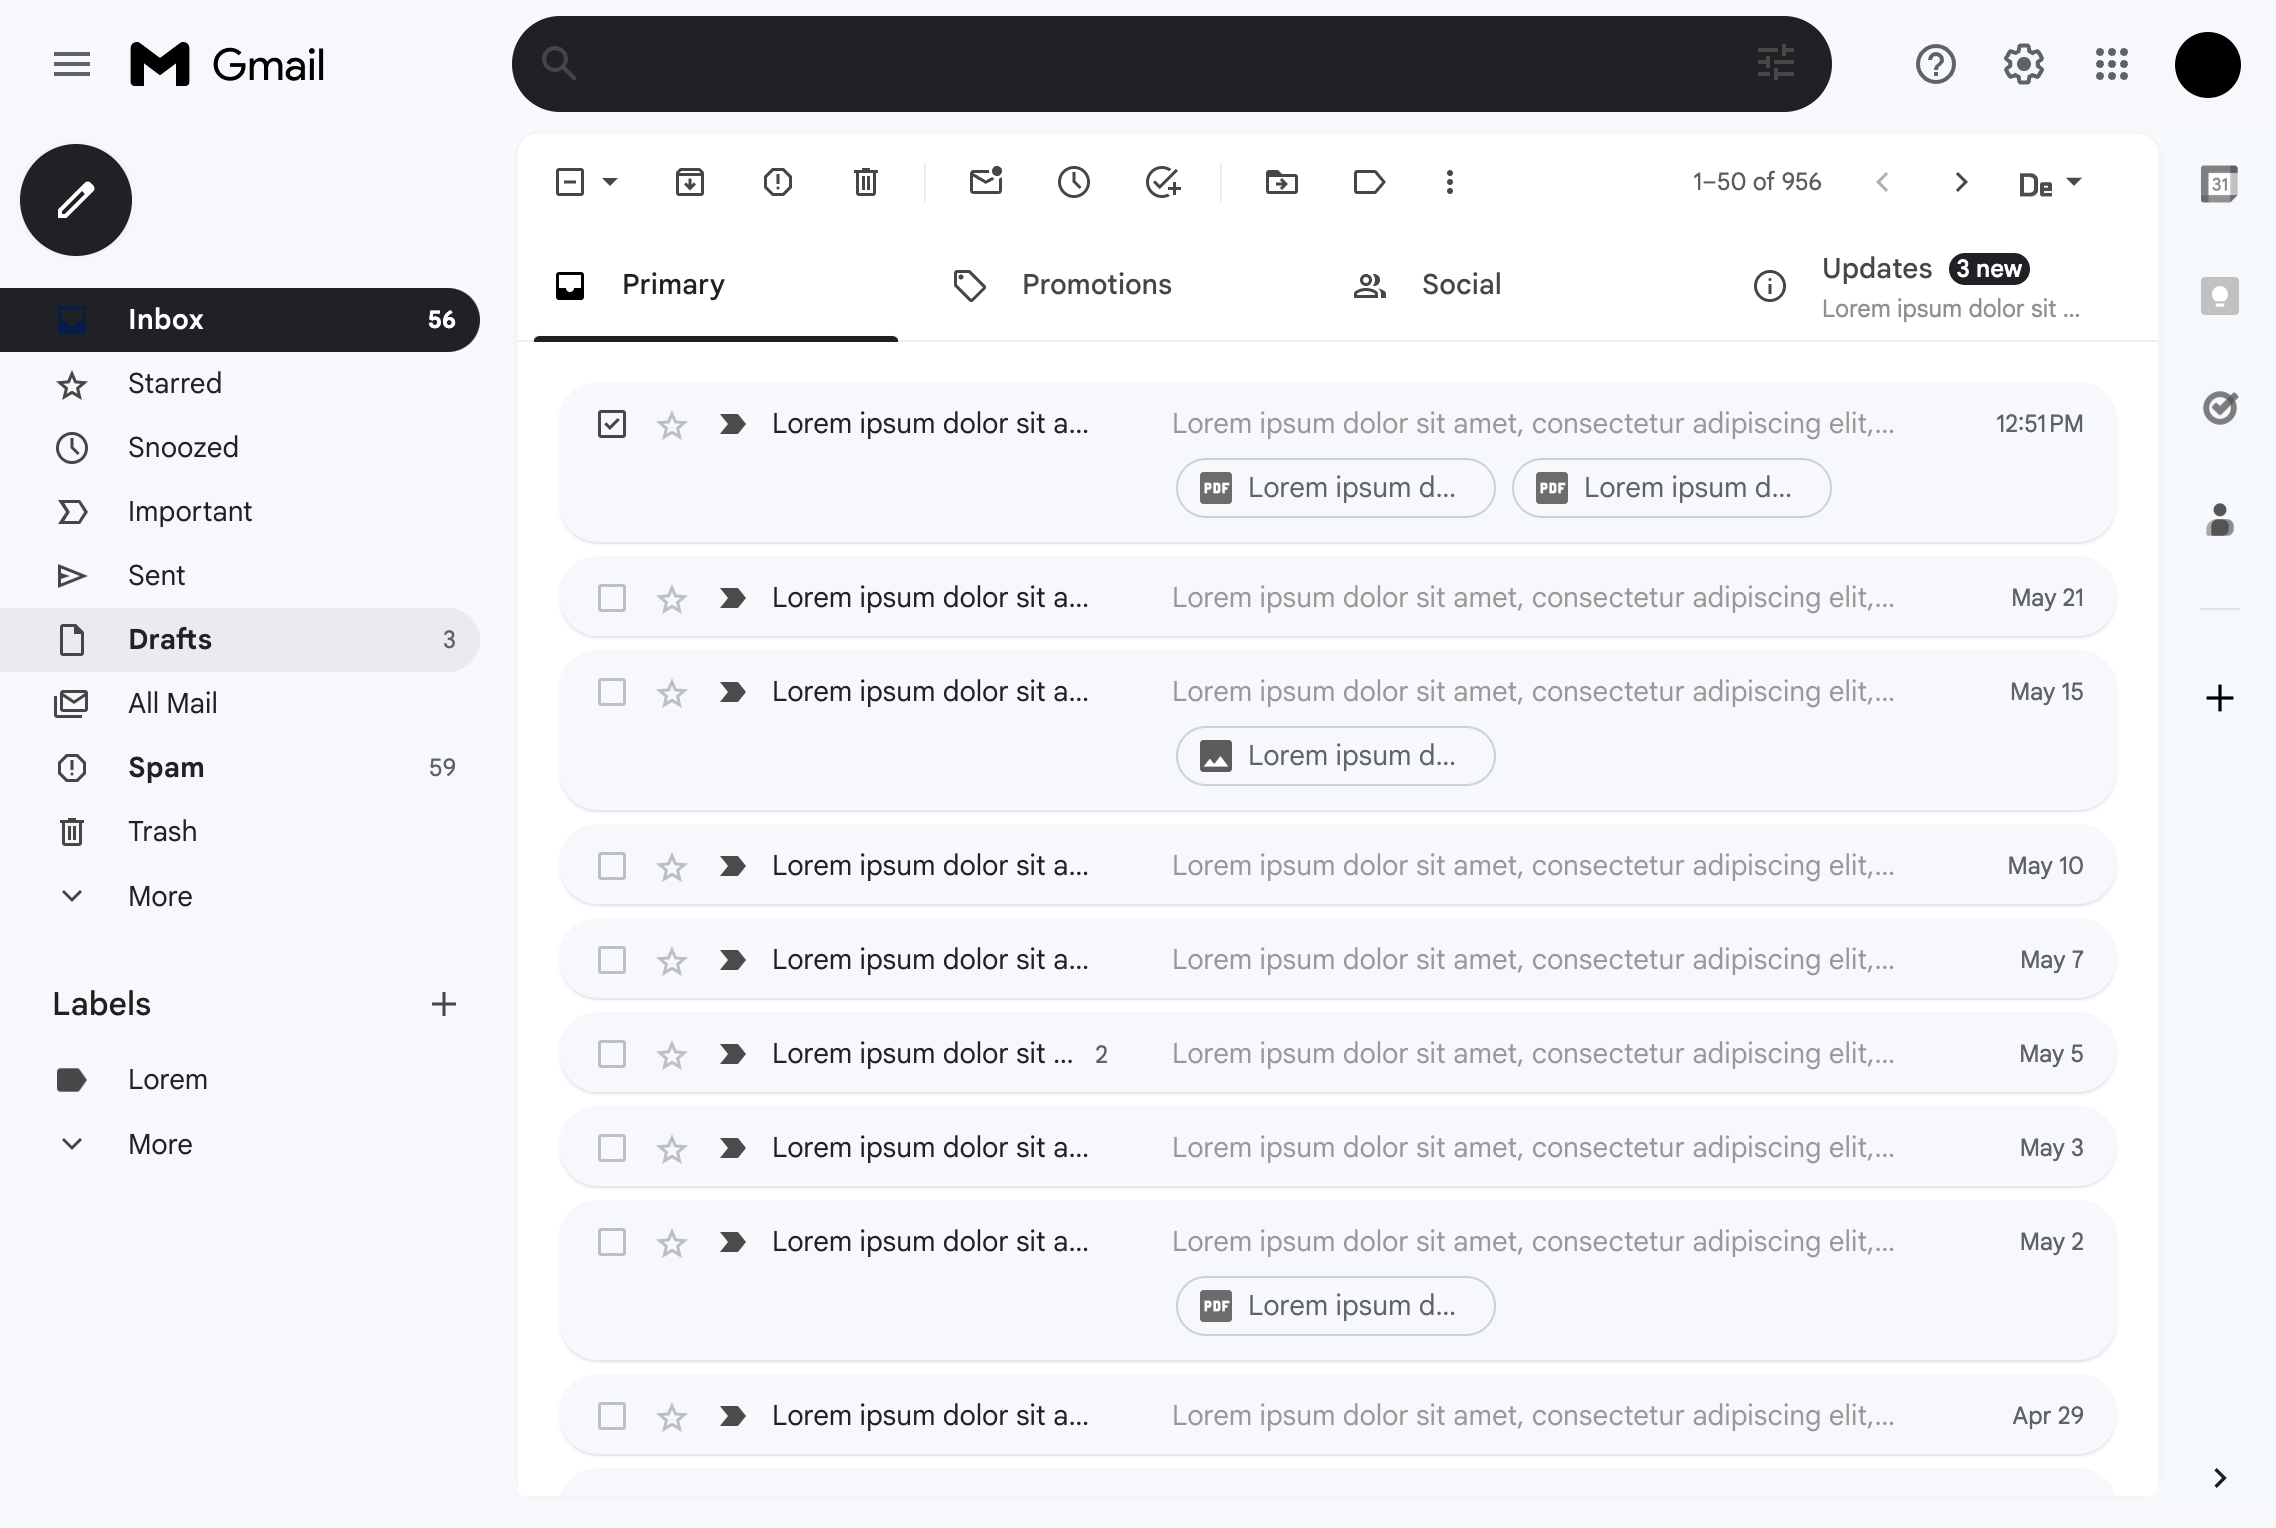 Gmail
1–50 of 956
De
31
Primary
Promotions
Social
Updates 3 new
Lorem ipsum dolor sit ...
Inbox 56
Starred
Snoozed
Important
Sent
Drafts 3
All Mail
Spam 59
Trash
More
Labels
Lorem
More
Lorem ipsum dolor sit a... Lorem ipsum dolor sit amet, consectetur adipiscing elit,... 12:51 PM
PDF Lorem ipsum d... PDF Lorem ipsum d...
Lorem ipsum dolor sit a... Lorem ipsum dolor sit amet, consectetur adipiscing elit,... May 21
Lorem ipsum dolor sit a... Lorem ipsum dolor sit amet, consectetur adipiscing elit,... May 15
Lorem ipsum d...
Lorem ipsum dolor sit a... Lorem ipsum dolor sit amet, consectetur adipiscing elit,... May 10
Lorem ipsum dolor sit a... Lorem ipsum dolor sit amet, consectetur adipiscing elit,... May 7
Lorem ipsum dolor sit ... 2 Lorem ipsum dolor sit amet, consectetur adipiscing elit,... May 5
Lorem ipsum dolor sit a... Lorem ipsum dolor sit amet, consectetur adipiscing elit,... May 3
Lorem ipsum dolor sit a... Lorem ipsum dolor sit amet, consectetur adipiscing elit,... May 2
PDF Lorem ipsum d...
Lorem ipsum dolor sit a... Lorem ipsum dolor sit amet, consectetur adipiscing elit,... Apr 29